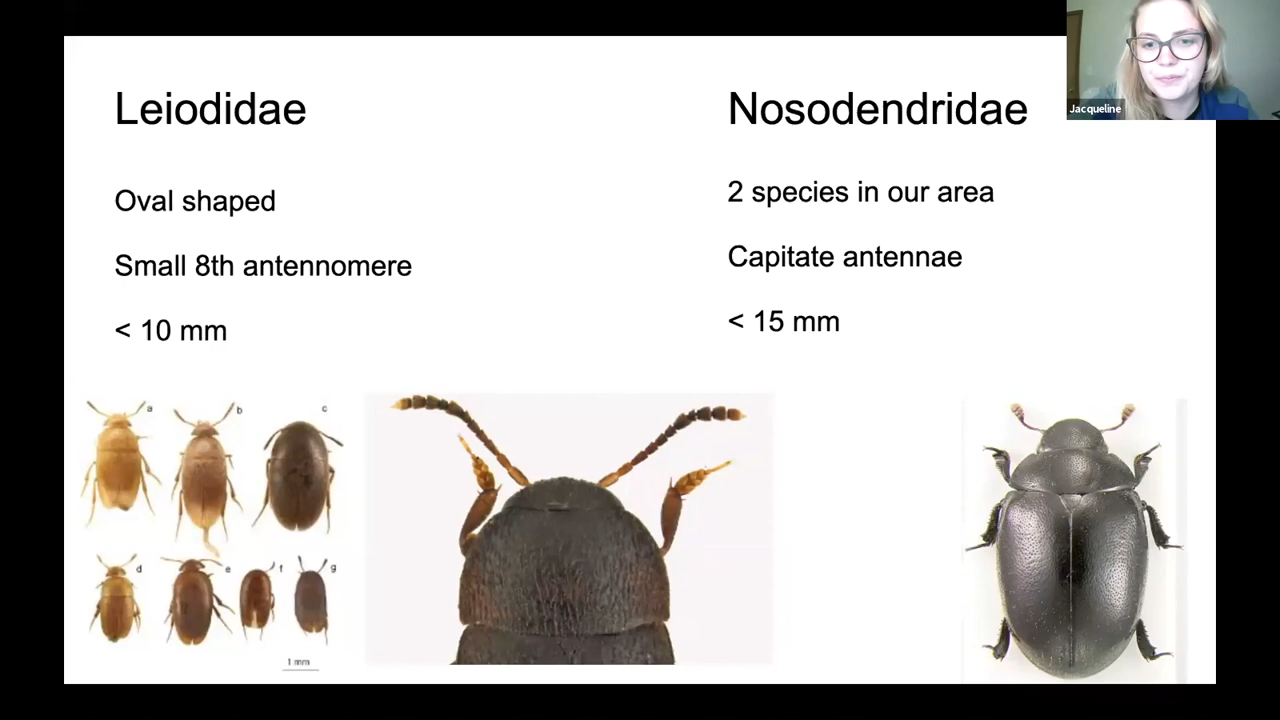 Leiodidae
Oval shaped
Small 8th antennomere
< 10 mm
a
b
c
d
e
f
g
1 mm
Nosodendridae
2 species in our area
Capitate antennae
< 15 mm
Jacqueline